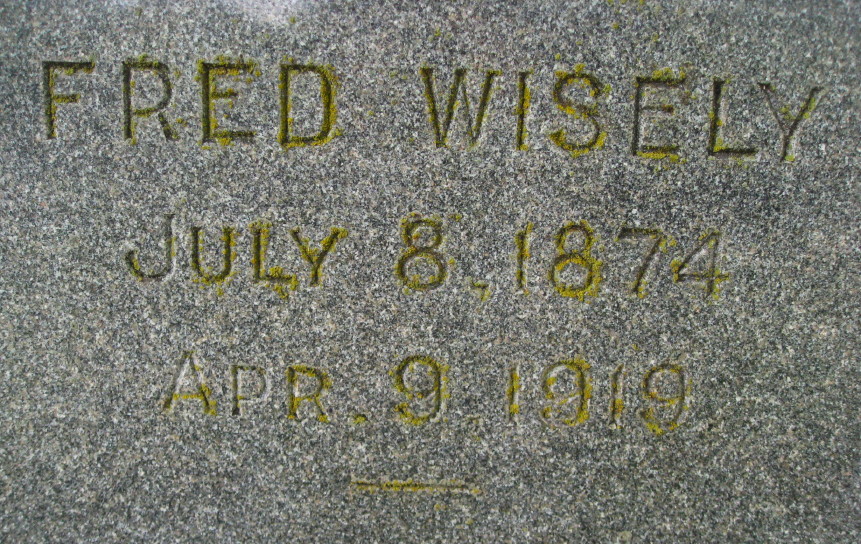 FRED WISELY
JULY 8, 1874
APR. 9, 1919